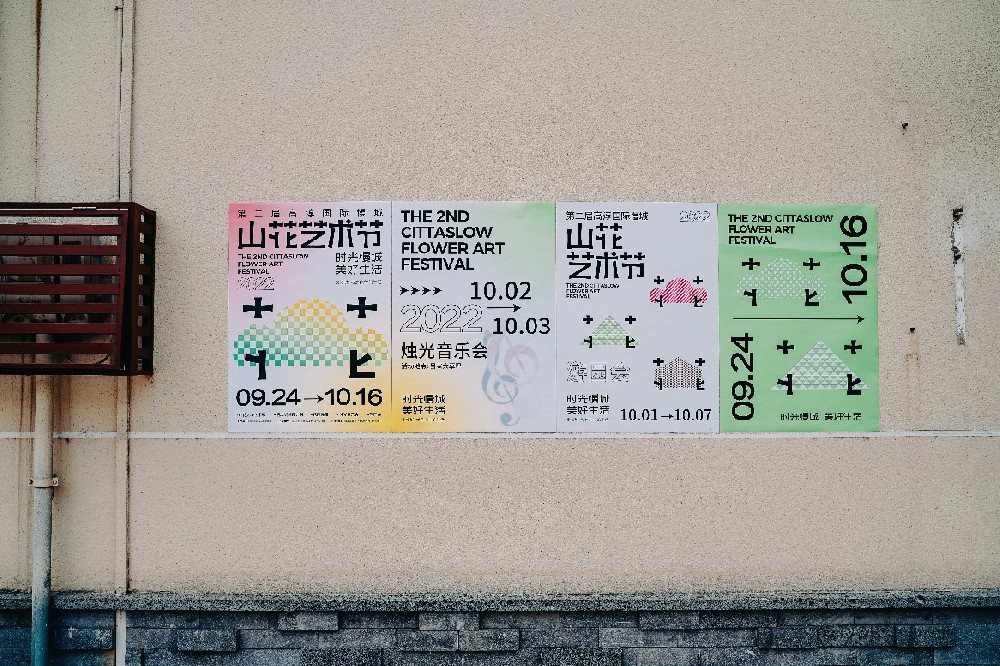 第二届高淳国际慢城
山花艺术节
THE 2ND CITTASLOW
FLOWER ART
FESTIVAL
2022
时光慢城
美好生活
09.24→10.16
THE 2ND
CITTASLOW
FLOWER ART
FESTIVAL
10.02
2022
10.03
烛光音乐会
时光慢城
美好生活
第二届高淳国际慢城
2022
山花
艺术节
THE 2ND CITTASLOW
FLOWER ART
FESTIVAL
游园会
时光慢城
美好生活
10.01→10.07
THE 2ND CITTASLOW
FLOWER ART
FESTIVAL
10.16
09.24
时光慢城 美好生活